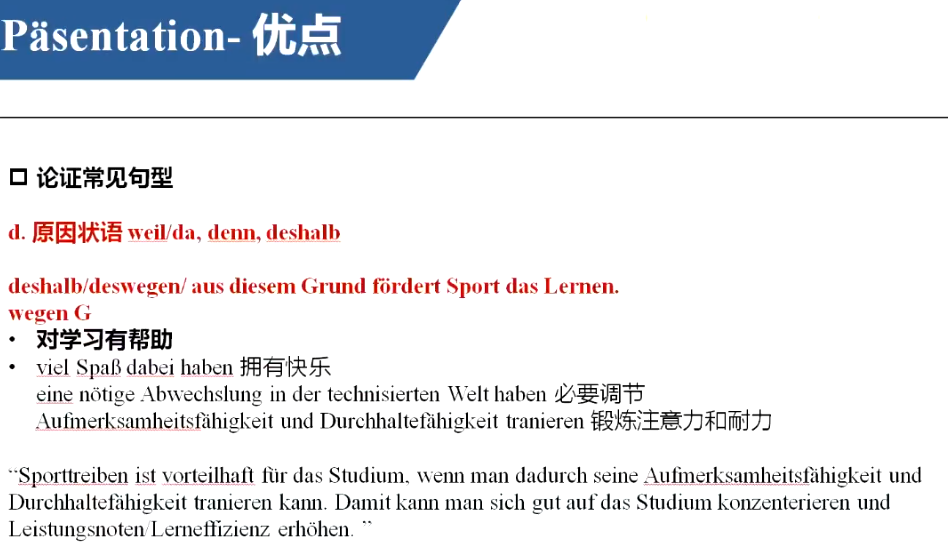 Päsentation- 优点
论证常见句型
d. 原因状语 weil/da, denn, deshalb
deshalb/deswegen/ aus diesem Grund fördert Sport das Lernen.
wegen G
• 对学习有帮助
• viel Spaß dabei haben 拥有快乐
eine nötige Abwechslung in der technisierten Welt haben 必要调节
Aufmerksamheitsfähigkeit und Durchhaltefähigkeit tranieren 锻炼注意力和耐力
“Sporttreiben ist vorteilhaft für das Studium, wenn man dadurch seine Aufmerksamheitsfähigkeit und
Durchhaltefähigkeit tranieren kann. Damit kann man sich gut auf das Studium konzenterieren und
Leistungsnoten/Lerneffizienz erhöhen. ”